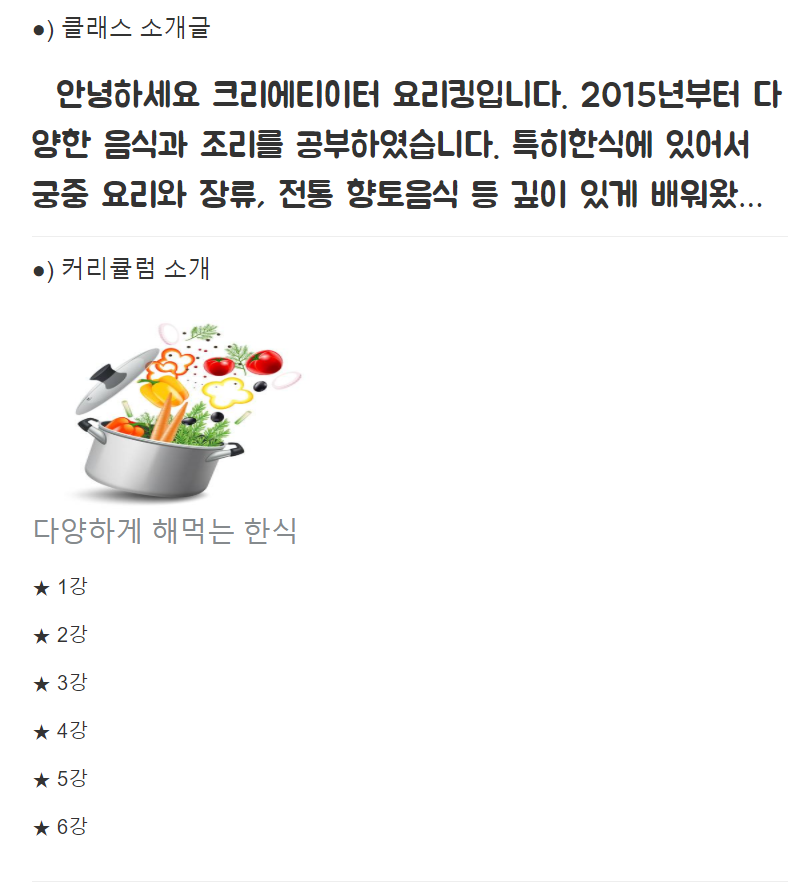 ●) 클래스 소개글
안녕하세요 크리에티이터 요리킹입니다. 2015년부터 다
양한 음식과 조리를 공부하였습니다. 특히한식에 있어서
궁중 요리와 장류, 전통 향토음식 등 깊이 있게 배워왔...
●) 커리큘럼 소개
다양하게 해먹는 한식
★ 1강
★ 2강
★ 3강
★ 4강
★ 5강
★ 6강